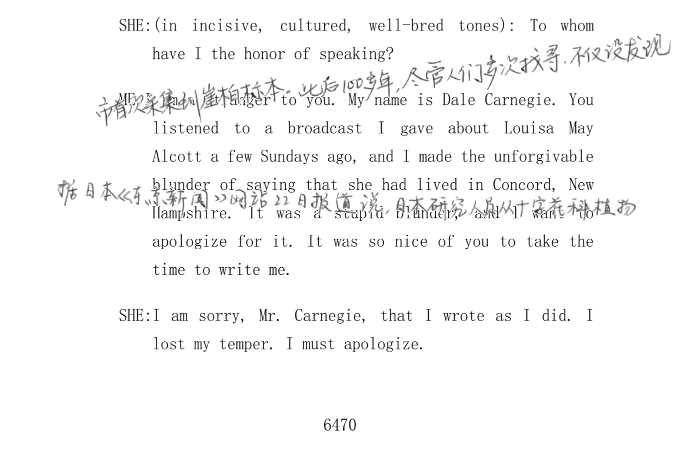 SHE:(in incisive, cultured, well-bred tones): To whom
have I the honor of speaking?
市首次采集到崖柏标本。此后100多年,尽管人们多次找寻,不仅没发现
to you. My name is Dale Carnegie. You
listened to a broadcast I gave about Louisa May
Alcott a few Sundays ago, and I made the unforgivable
blunder of saying that she had lived in Concord, New
据日本《东京新闻》网站22日报道说,日本研究人员从十字花科植物
Hampshire. It was a stupid blunder, and I want to
apologize for it. It was so nice of you to take the
time to write me.
SHE:I am sorry, Mr. Carnegie, that I wrote as I did. I
lost my temper. I must apologize.
6470